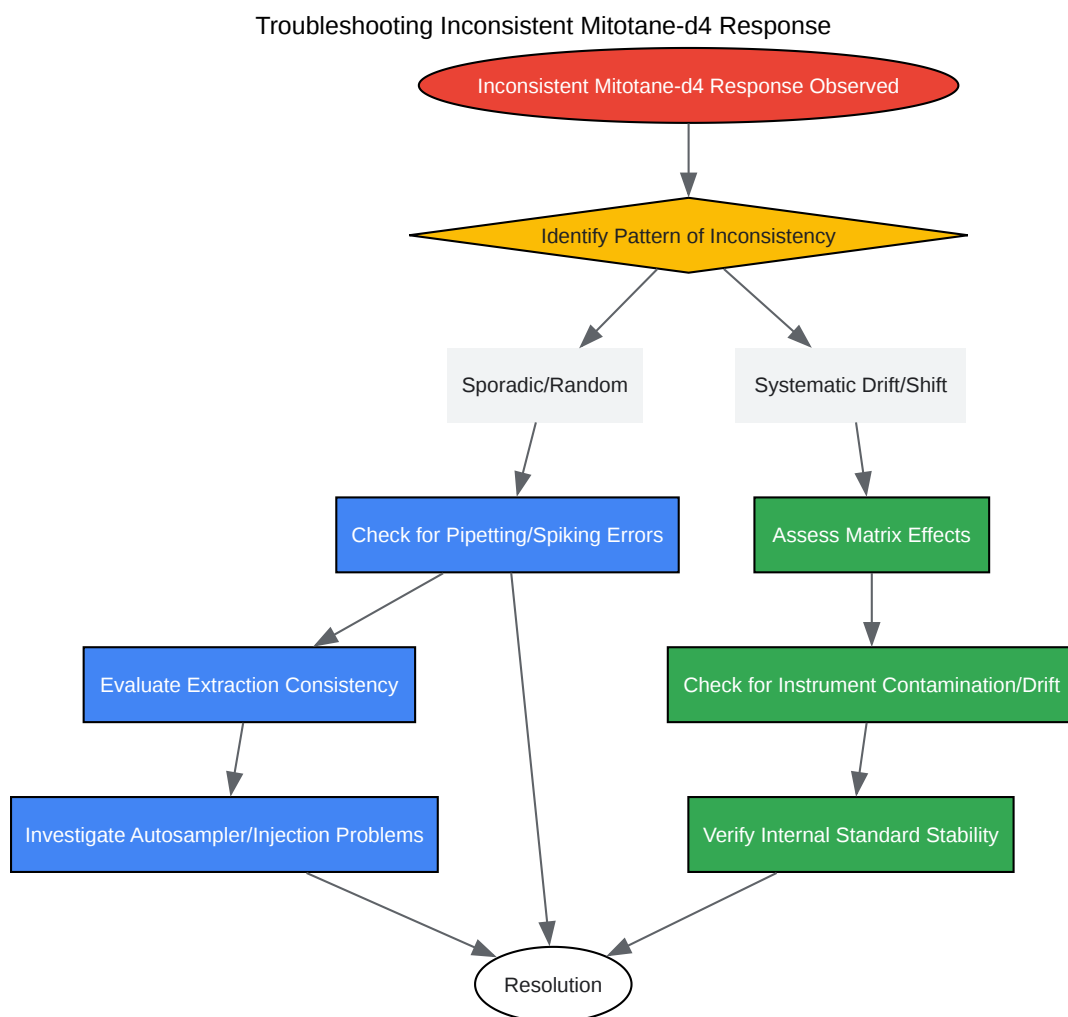 Troubleshooting Inconsistent Mitotane-d4 Response
Inconsistent Mitotane-d4 Response Observed
Identify Pattern of Inconsistency
Sporadic/Random
Systematic Drift/Shift
Check for Pipetting/Spiking Errors
Assess Matrix Effects
Evaluate Extraction Consistency
Check for Instrument Contamination/Drift
Investigate Autosampler/Injection Problems
Verify Internal Standard Stability
Resolution